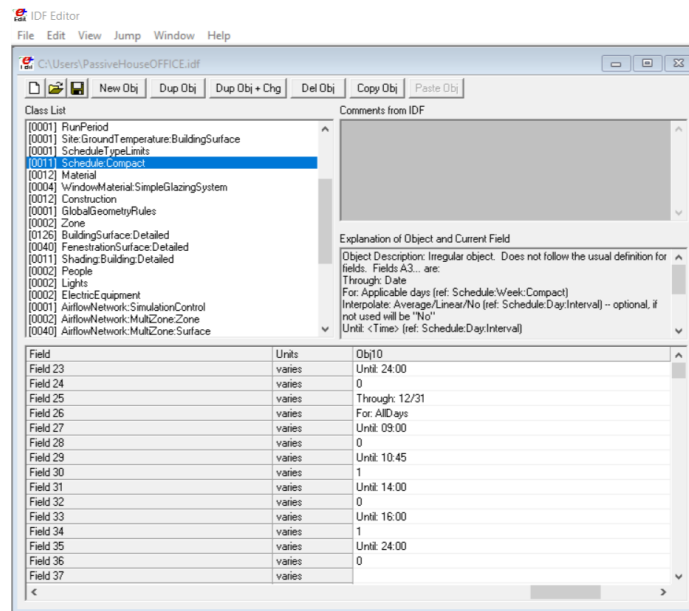 IDF Editor
File Edit View Jump Window Help
C:\Users\PassiveHouseOFFICE.idf
New Obj Dup Obj Dup Obj + Chg Del Obj Copy Obj Paste Obj
Class List
[0001] RunPeriod
[0001] Site:GroundTemperature:BuildingSurface
[0001] ScheduleTypeLimits
[0011] Schedule:Compact
[0012] Material
[0004] WindowMaterial:SimpleGlazingSystem
[0012] Construction
[0001] GlobalGeometryRules
[0002] Zone
[0126] BuildingSurface:Detailed
[0040] FenestrationSurface:Detailed
[0011] Shading:Building:Detailed
[0002] People
[0002] Lights
[0002] ElectricEquipment
[0001] AirflowNetwork:SimulationControl
[0002] AirflowNetwork:MultiZone:Zone
[0040] AirflowNetwork:MultiZone:Surface
Comments from IDF
Explanation of Object and Current Field
Object Description: Irregular object. Does not follow the usual definition for
fields. Fields A3... are:
Through: Date
For: Applicable days (ref: Schedule:Week:Compact)
Interpolate: Average/Linear/No (ref: Schedule:Day:Interval) -- optional, if
not used will be "No"
Until: <Time> (ref: Schedule:Day:Interval)
Field Units Obj10
Field 23 varies Until: 24:00
Field 24 varies 0
Field 25 varies Through: 12/31
Field 26 varies For: AllDays
Field 27 varies Until: 09:00
Field 28 varies 0
Field 29 varies Until: 10:45
Field 30 varies 1
Field 31 varies Until: 14:00
Field 32 varies 0
Field 33 varies Until: 16:00
Field 34 varies 1
Field 35 varies Until: 24:00
Field 36 varies 0
Field 37 varies